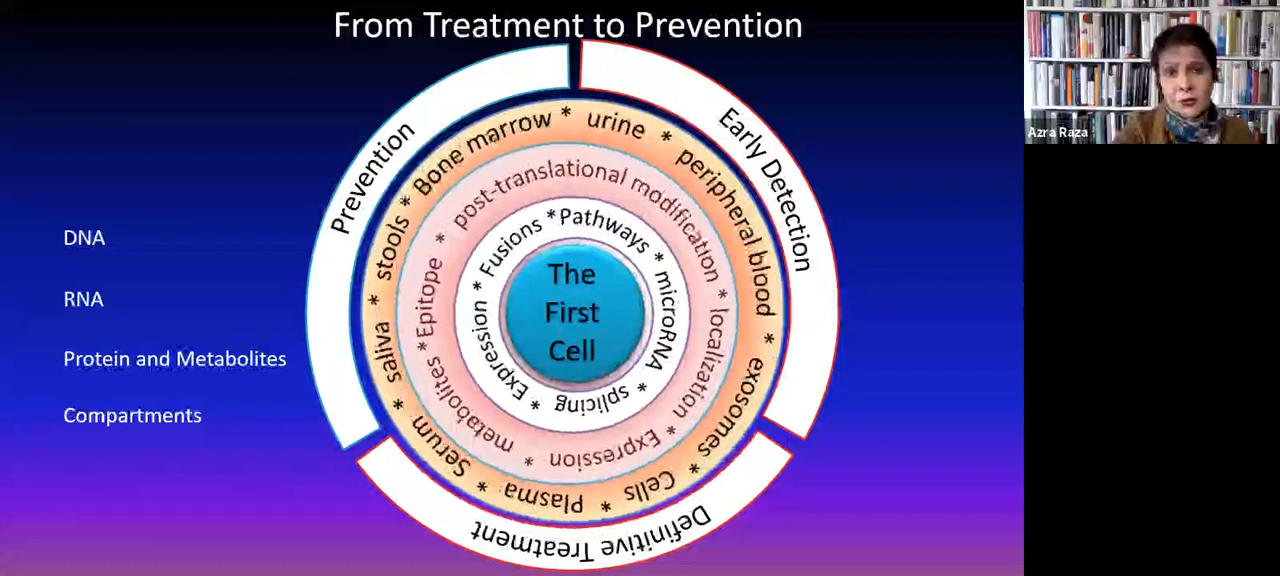 From Treatment to Prevention
Azra Raza
DNA
RNA
Protein and Metabolites
Compartments
Prevention
Early Detection
Definitive Treatment
Bone marrow * urine * peripheral blood * exosomes * Cells * Plasma * Serum * saliva * stools *
post-translational modification * localization * Expression * metabolites * Epitope *
Pathways * microRNA * splicing * Expression * Fusions *
The
First
Cell